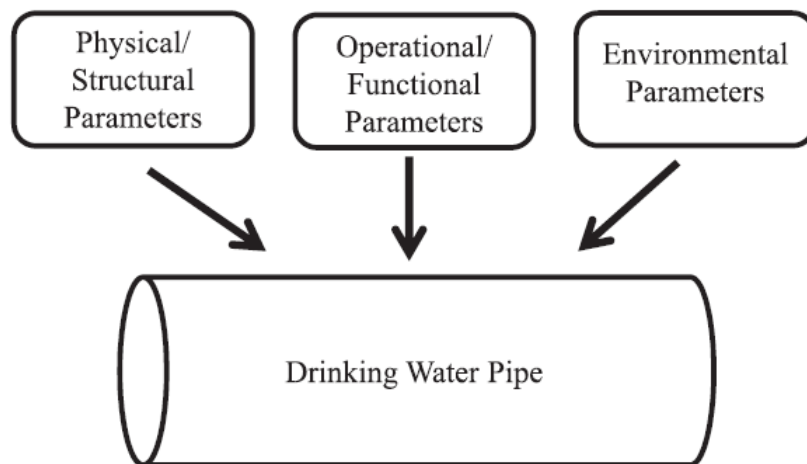 Physical/
Structural
Parameters
Operational/
Functional
Parameters
Environmental
Parameters
Drinking Water Pipe